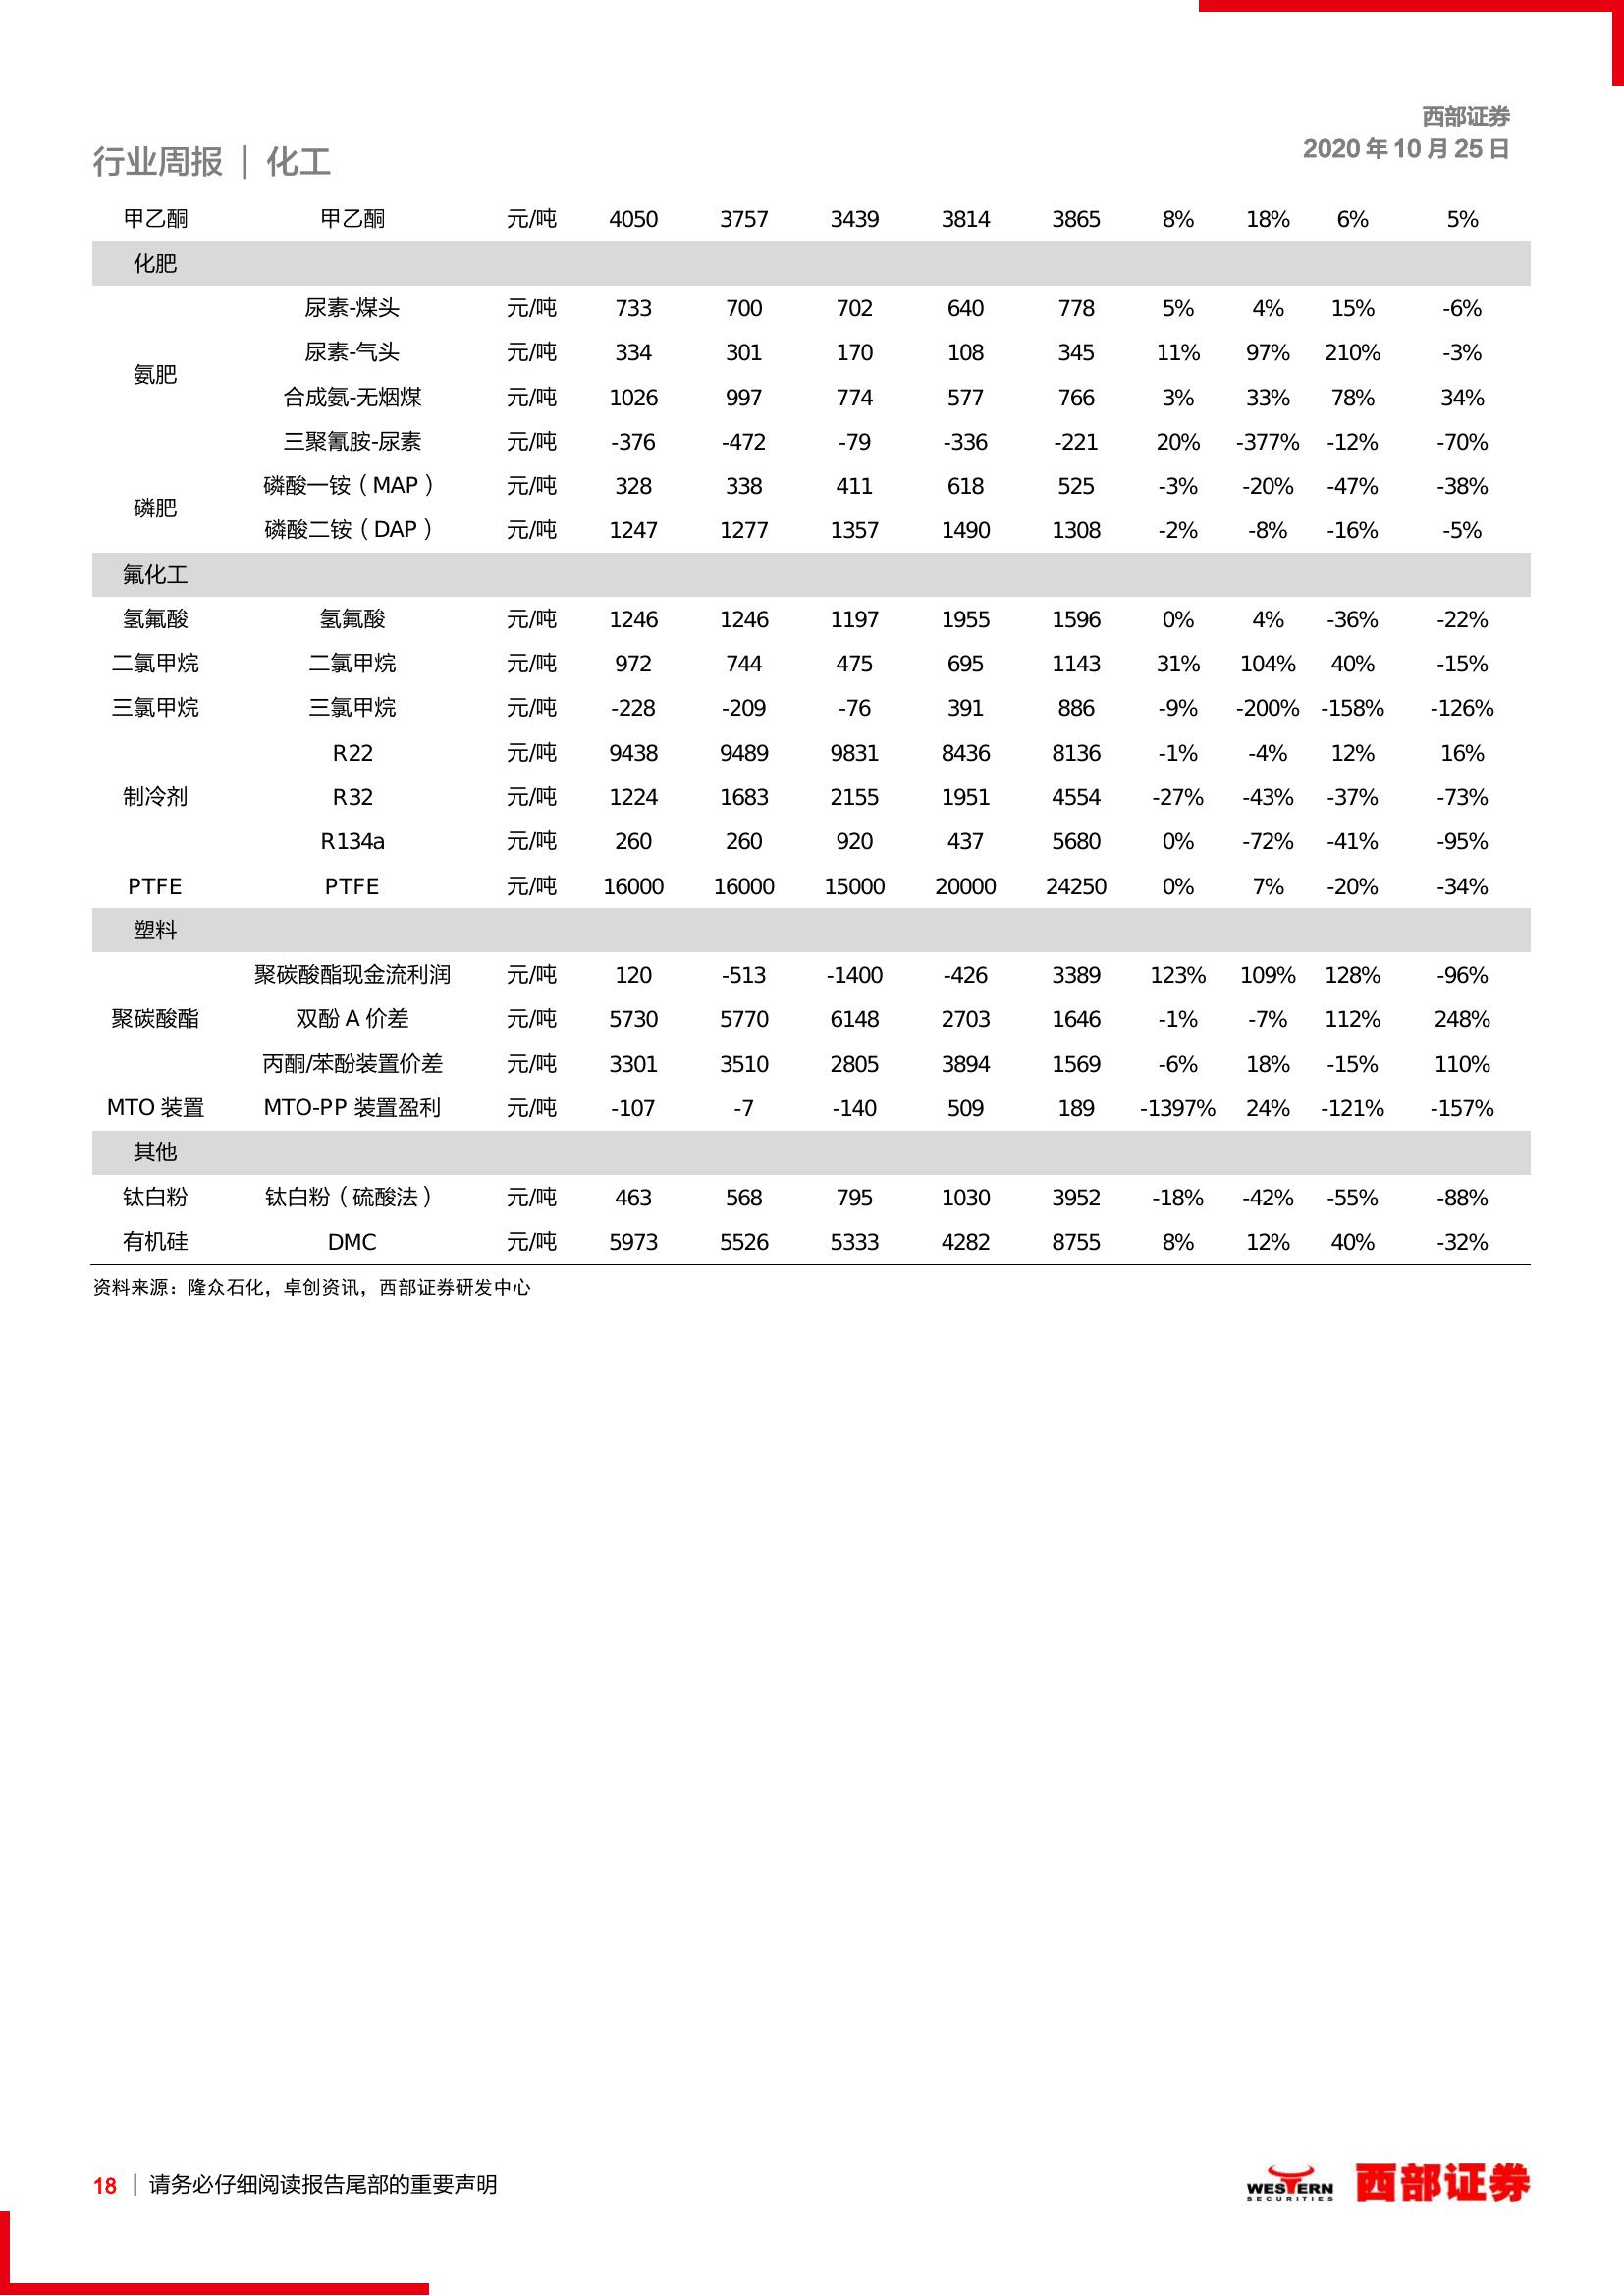 西部证券
2020 年 10 月 25 日
行业周报 | 化工
甲乙酮 甲乙酮 元/吨 4050 3757 3439 3814 3865 8% 18% 6% 5%
化肥
尿素-煤头 元/吨 733 700 702 640 778 5% 4% 15% -6%
尿素-气头 元/吨 334 301 170 108 345 11% 97% 210% -3%
氨肥
合成氨-无烟煤 元/吨 1026 997 774 577 766 3% 33% 78% 34%
三聚氰胺-尿素 元/吨 -376 -472 -79 -336 -221 20% -377% -12% -70%
磷酸一铵（MAP） 元/吨 328 338 411 618 525 -3% -20% -47% -38%
磷肥
磷酸二铵（DAP） 元/吨 1247 1277 1357 1490 1308 -2% -8% -16% -5%
氟化工
氢氟酸 氢氟酸 元/吨 1246 1246 1197 1955 1596 0% 4% -36% -22%
二氯甲烷 二氯甲烷 元/吨 972 744 475 695 1143 31% 104% 40% -15%
三氯甲烷 三氯甲烷 元/吨 -228 -209 -76 391 886 -9% -200% -158% -126%
R22 元/吨 9438 9489 9831 8436 8136 -1% -4% 12% 16%
制冷剂 R32 元/吨 1224 1683 2155 1951 4554 -27% -43% -37% -73%
R134a 元/吨 260 260 920 437 5680 0% -72% -41% -95%
PTFE PTFE 元/吨 16000 16000 15000 20000 24250 0% 7% -20% -34%
塑料
聚碳酸酯现金流利润 元/吨 120 -513 -1400 -426 3389 123% 109% 128% -96%
聚碳酸酯 双酚 A 价差 元/吨 5730 5770 6148 2703 1646 -1% -7% 112% 248%
丙酮/苯酚装置价差 元/吨 3301 3510 2805 3894 1569 -6% 18% -15% 110%
MTO 装置 MTO-PP 装置盈利 元/吨 -107 -7 -140 509 189 -1397% 24% -121% -157%
其他
钛白粉 钛白粉（硫酸法） 元/吨 463 568 795 1030 3952 -18% -42% -55% -88%
有机硅 DMC 元/吨 5973 5526 5333 4282 8755 8% 12% 40% -32%
资料来源：隆众石化，卓创资讯，西部证券研发中心
18 | 请务必仔细阅读报告尾部的重要声明
WESTERN
SECURITIES
西部证券